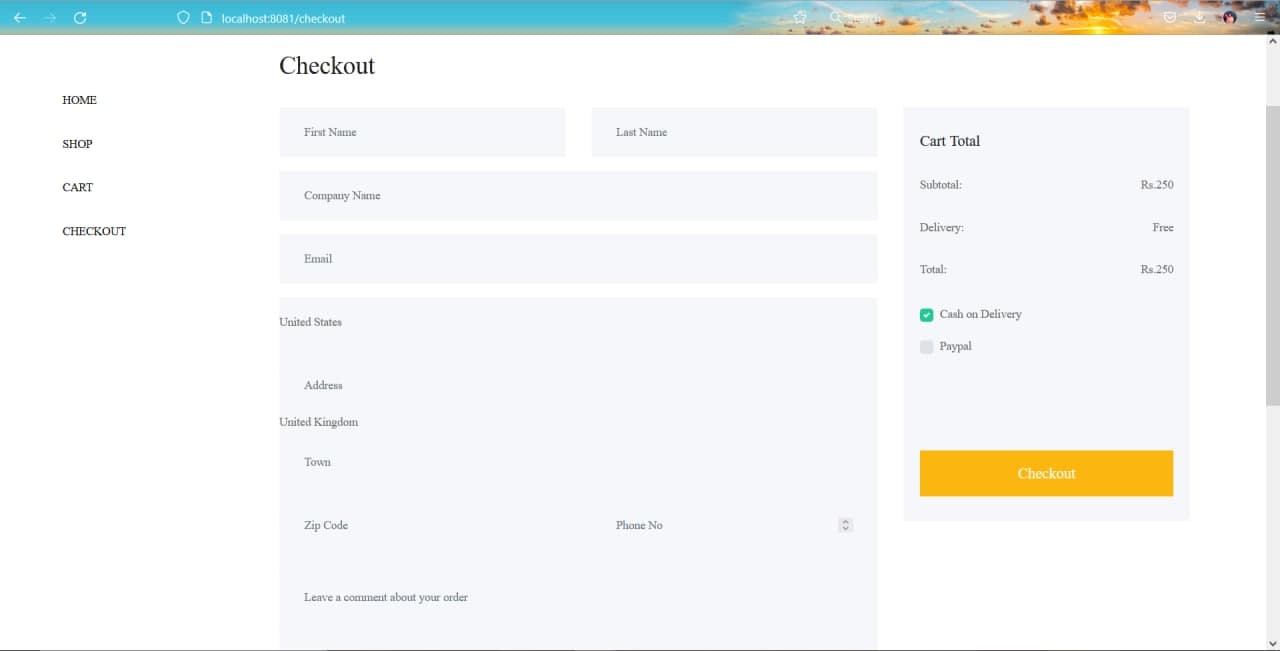 localhost:8081/checkout
Search
Checkout
HOME
SHOP
CART
CHECKOUT
First Name
Last Name
Company Name
Email
United States
Address
United Kingdom
Town
Zip Code
Phone No
Leave a comment about your order
Cart Total
Subtotal: Rs.250
Delivery: Free
Total: Rs.250
Cash on Delivery
Paypal
Checkout